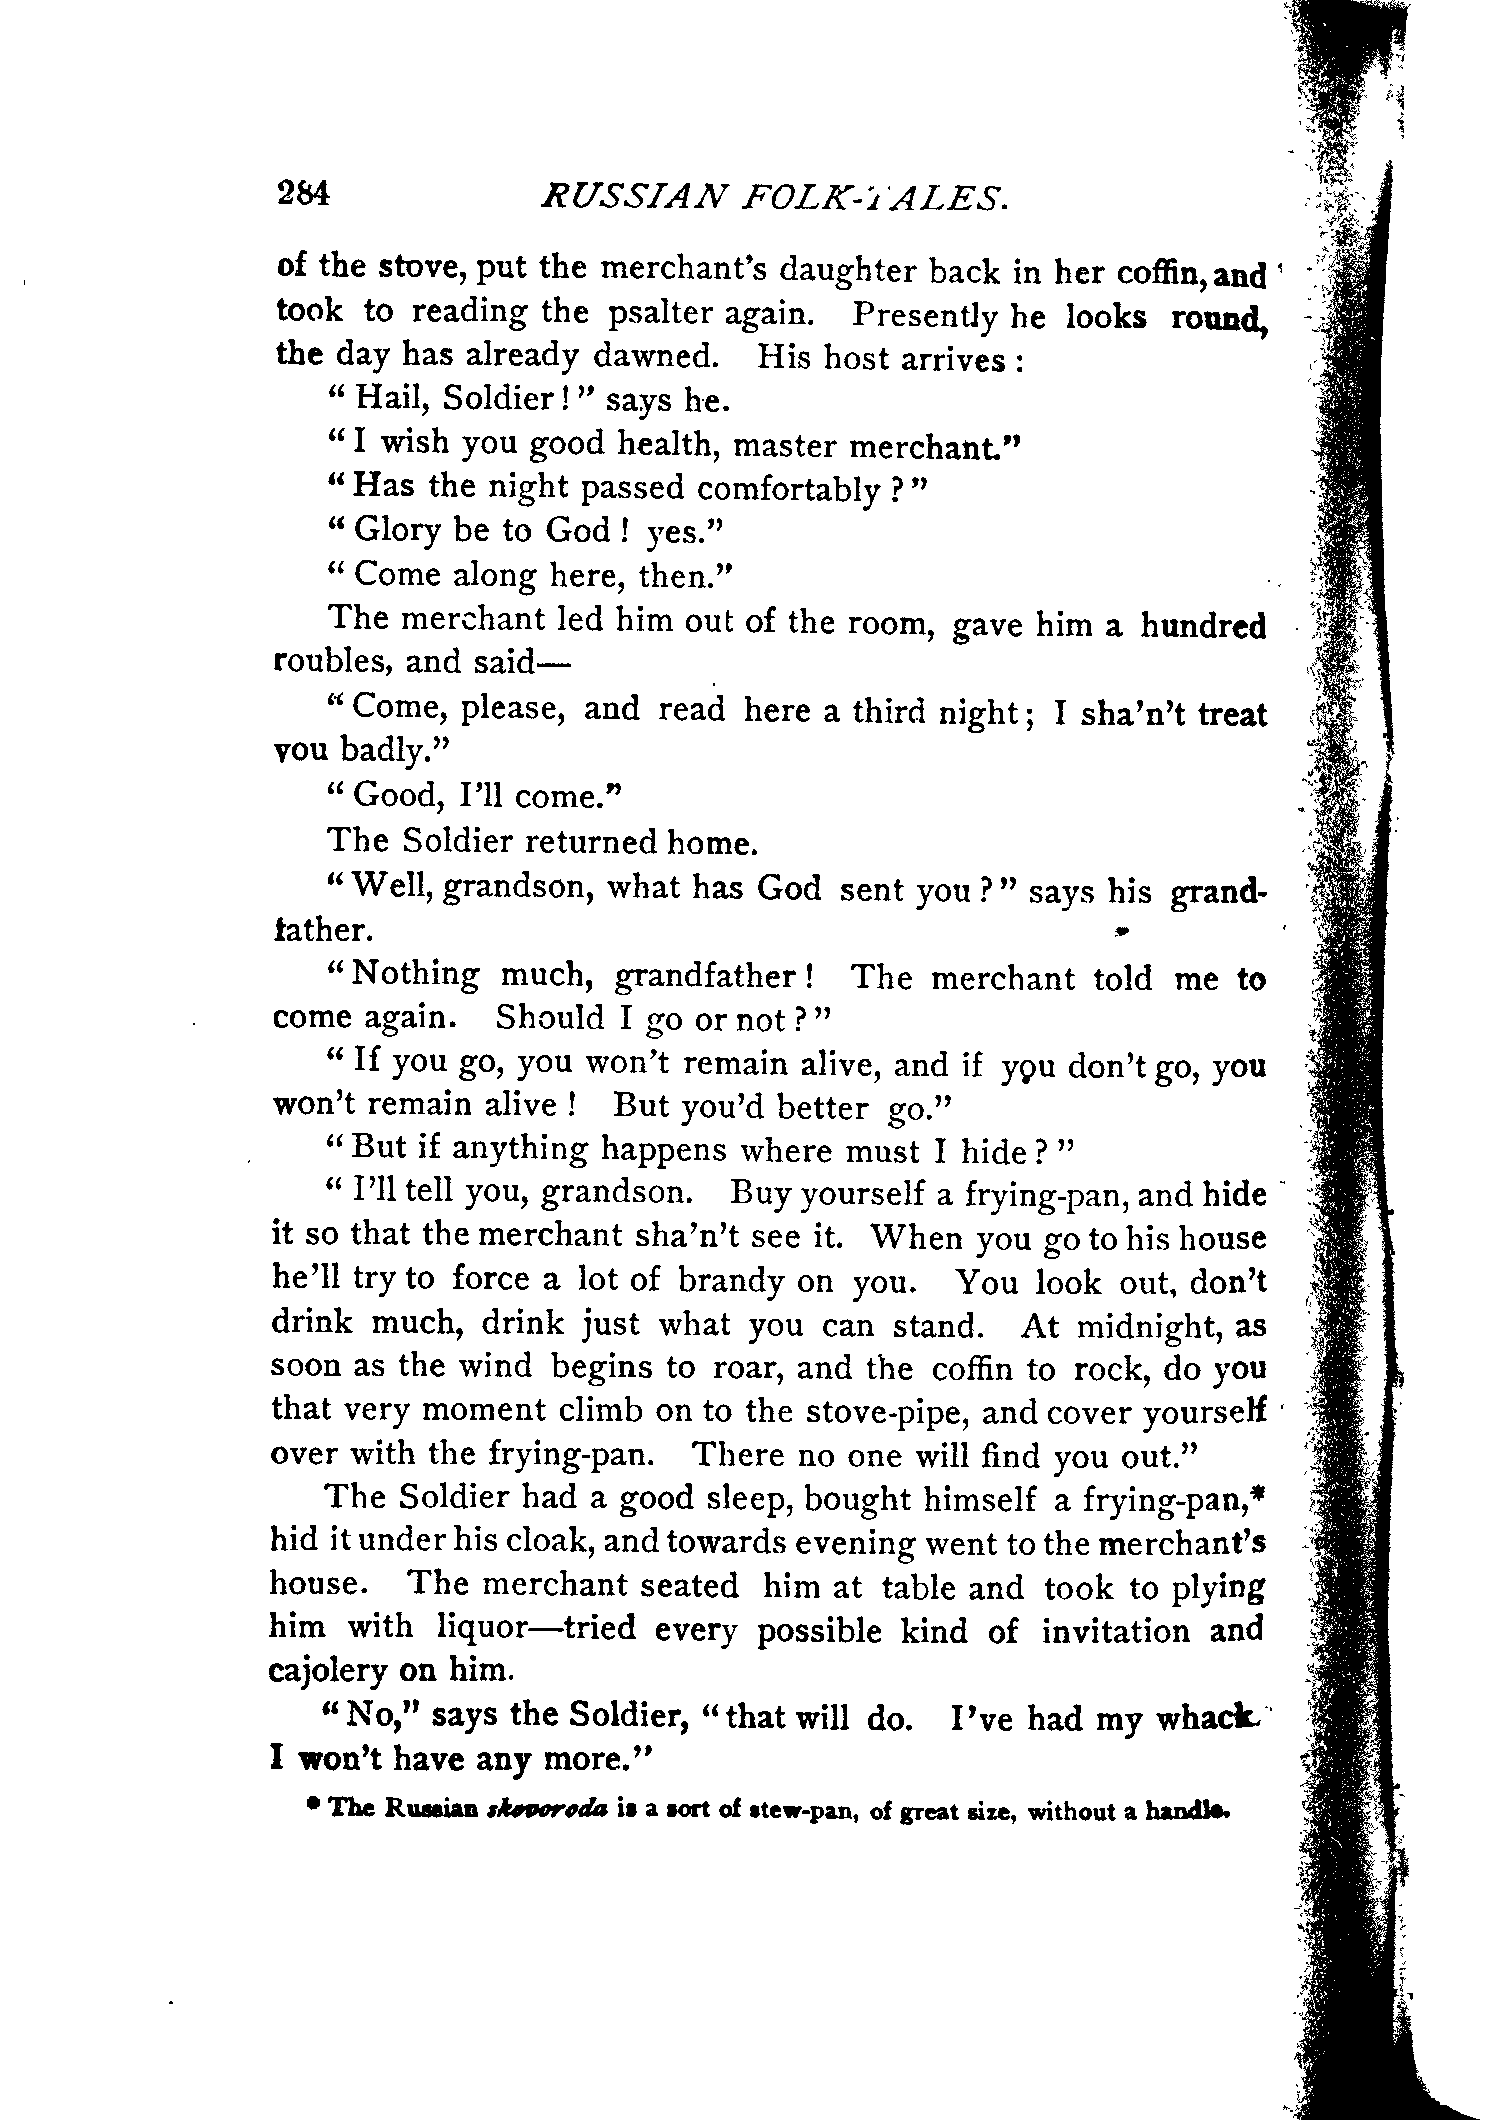 284 RUSSIAN FOLK-TALES.
of the stove, put the merchant's daughter back in her coffin, and
took to reading the psalter again. Presently he looks round,
the day has already dawned. His host arrives :
" Hail, Soldier ! " says he.
" I wish you good health, master merchant."
" Has the night passed comfortably ? "
" Glory be to God ! yes."
" Come along here, then."
The merchant led him out of the room, gave him a hundred
roubles, and said—
" Come, please, and read here a third night ; I sha'n't treat
you badly."
" Good, I'll come."
The Soldier returned home.
" Well, grandson, what has God sent you ? " says his grand-
father.
" Nothing much, grandfather ! The merchant told me to
come again. Should I go or not ? "
" If you go, you won't remain alive, and if you don't go, you
won't remain alive ! But you'd better go."
" But if anything happens where must I hide ? "
" I'll tell you, grandson. Buy yourself a frying-pan, and hide
it so that the merchant sha'n't see it. When you go to his house
he'll try to force a lot of brandy on you. You look out, don't
drink much, drink just what you can stand. At midnight, as
soon as the wind begins to roar, and the coffin to rock, do you
that very moment climb on to the stove-pipe, and cover yourself
over with the frying-pan. There no one will find you out."
The Soldier had a good sleep, bought himself a frying-pan,*
hid it under his cloak, and towards evening went to the merchant's
house. The merchant seated him at table and took to plying
him with liquor—tried every possible kind of invitation and
cajolery on him.
" No," says the Soldier, " that will do. I've had my whack.
I won't have any more."
* The Russian skovoroda is a sort of stew-pan, of great size, without a handle.